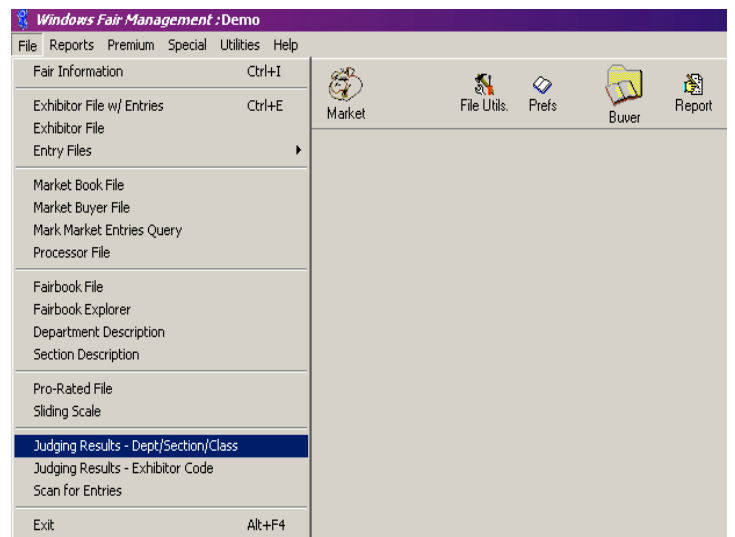 Windows Fair Management : Demo
File Reports Premium Special Utilities Help
Fair Information Ctrl+I
Exhibitor File w/ Entries Ctrl+E
Exhibitor File
Entry Files
Market Book File
Market Buyer File
Mark Market Entries Query
Processor File
Fairbook File
Fairbook Explorer
Department Description
Section Description
Pro-Rated File
Sliding Scale
Judging Results - Dept/Section/Class
Judging Results - Exhibitor Code
Scan for Entries
Exit Alt+F4
Market File Utils. Prefs Buyer Report